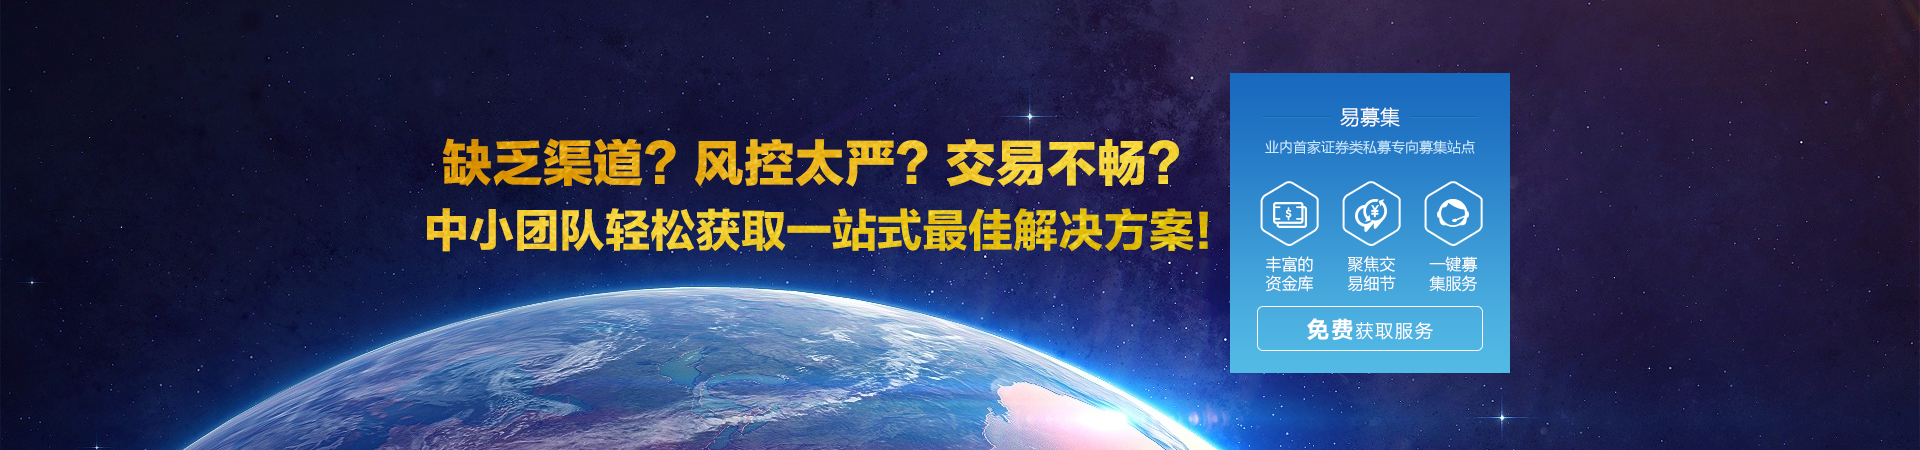 缺乏渠道？风控太严？交易不畅？
中小团队轻松获取一站式最佳解决方案!
易募集
业内首家证券类私募专向募集站点
丰富的
资金库
聚焦交
易细节
一键募
集服务
免费获取服务